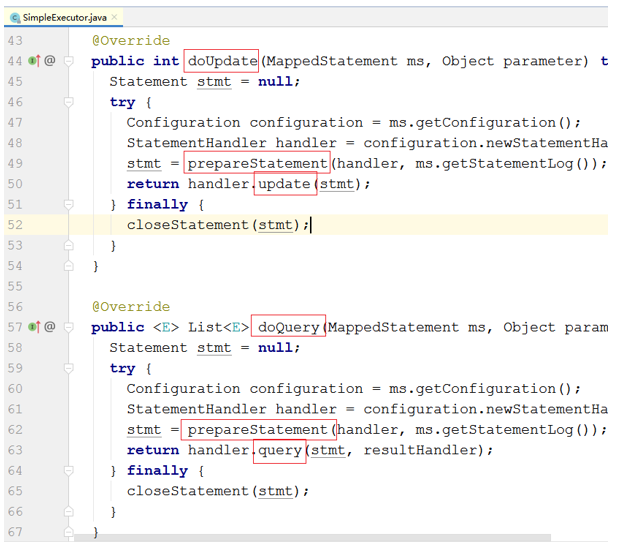 SimpleExecutor.java ×
43 @Override
44 public int doUpdate(MappedStatement ms, Object parameter) t
45 Statement stmt = null;
46 try {
47 Configuration configuration = ms.getConfiguration();
48 StatementHandler handler = configuration.newStatementHa
49 stmt = prepareStatement(handler, ms.getStatementLog());
50 return handler.update(stmt);
51 } finally {
52 closeStatement(stmt);
53 }
54 }
55
56 @Override
57 public <E> List<E> doQuery(MappedStatement ms, Object param
58 Statement stmt = null;
59 try {
60 Configuration configuration = ms.getConfiguration();
61 StatementHandler handler = configuration.newStatementHa
62 stmt = prepareStatement(handler, ms.getStatementLog());
63 return handler.query(stmt, resultHandler);
64 } finally {
65 closeStatement(stmt);
66 }
67 }